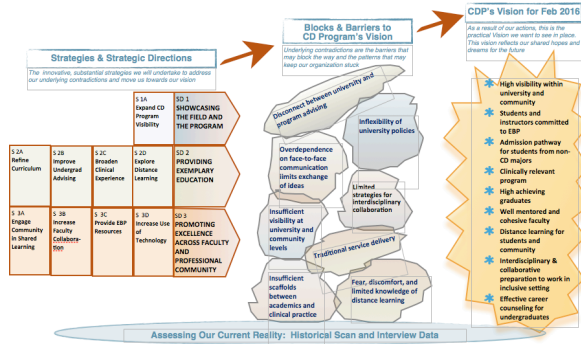 CDP's Vision for Feb 2016
As a result of our actions, this is the
practical Vision we want to see in place.
This vision reflects our shared hopes and
dreams for the future
Blocks & Barriers to
CD Program's Vision
Underlying contradictions are the barriers that
may block the way and the patterns that may
keep our organization stuck
Strategies & Strategic Directions
The innovative, substantial strategies we will undertake to address
our underlying contradictions and move us towards our vision
S 1A
Expand CD
Program
Visibility
SD 1
SHOWCASING
THE FIELD AND
THE PROGRAM
S 2A
Refine
Curriculum
S 2B
Improve
Undergrad
Advising
S 2C
Broaden
Clinical
Experience
S 2D
Explore
Distance
Learning
SD 2
PROVIDING
EXEMPLARY
EDUCATION
S 3A
Engage
Community
in Shared
Learning
S 3B
Increase
Faculty
Collabora-
tion
S 3C
Provide EBP
Resources
S 3D
Increase Use
of
Technology
SD 3
PROMOTING
EXCELLENCE
ACROSS FACULTY
AND
PROFESSIONAL
COMMUNITY
Disconnect between university and
program advising
Inflexibility of
university policies
Overdependence
on face-to-face
communication
limits exchange
of ideas
Limited
strategies for
interdisciplinary
collaboration
Insufficient
visibility at
university and
community
levels
Traditional service delivery
Insufficient
scaffolds
between
academics and
clinical practice
Fear, discomfort, and
limited knowledge of
distance learning
High visibility within
university and
community
Students and
instructors committed
to EBP
Admission pathway
for students from non-
CD majors
Clinically relevant
program
High achieving
graduates
Well mentored and
cohesive faculty
Distance learning for
students and
community
Interdisciplinary &
collaborative
preparation to work in
inclusive setting
Effective career
counseling for
undergraduates
Assessing Our Current Reality: Historical Scan and Interview Data